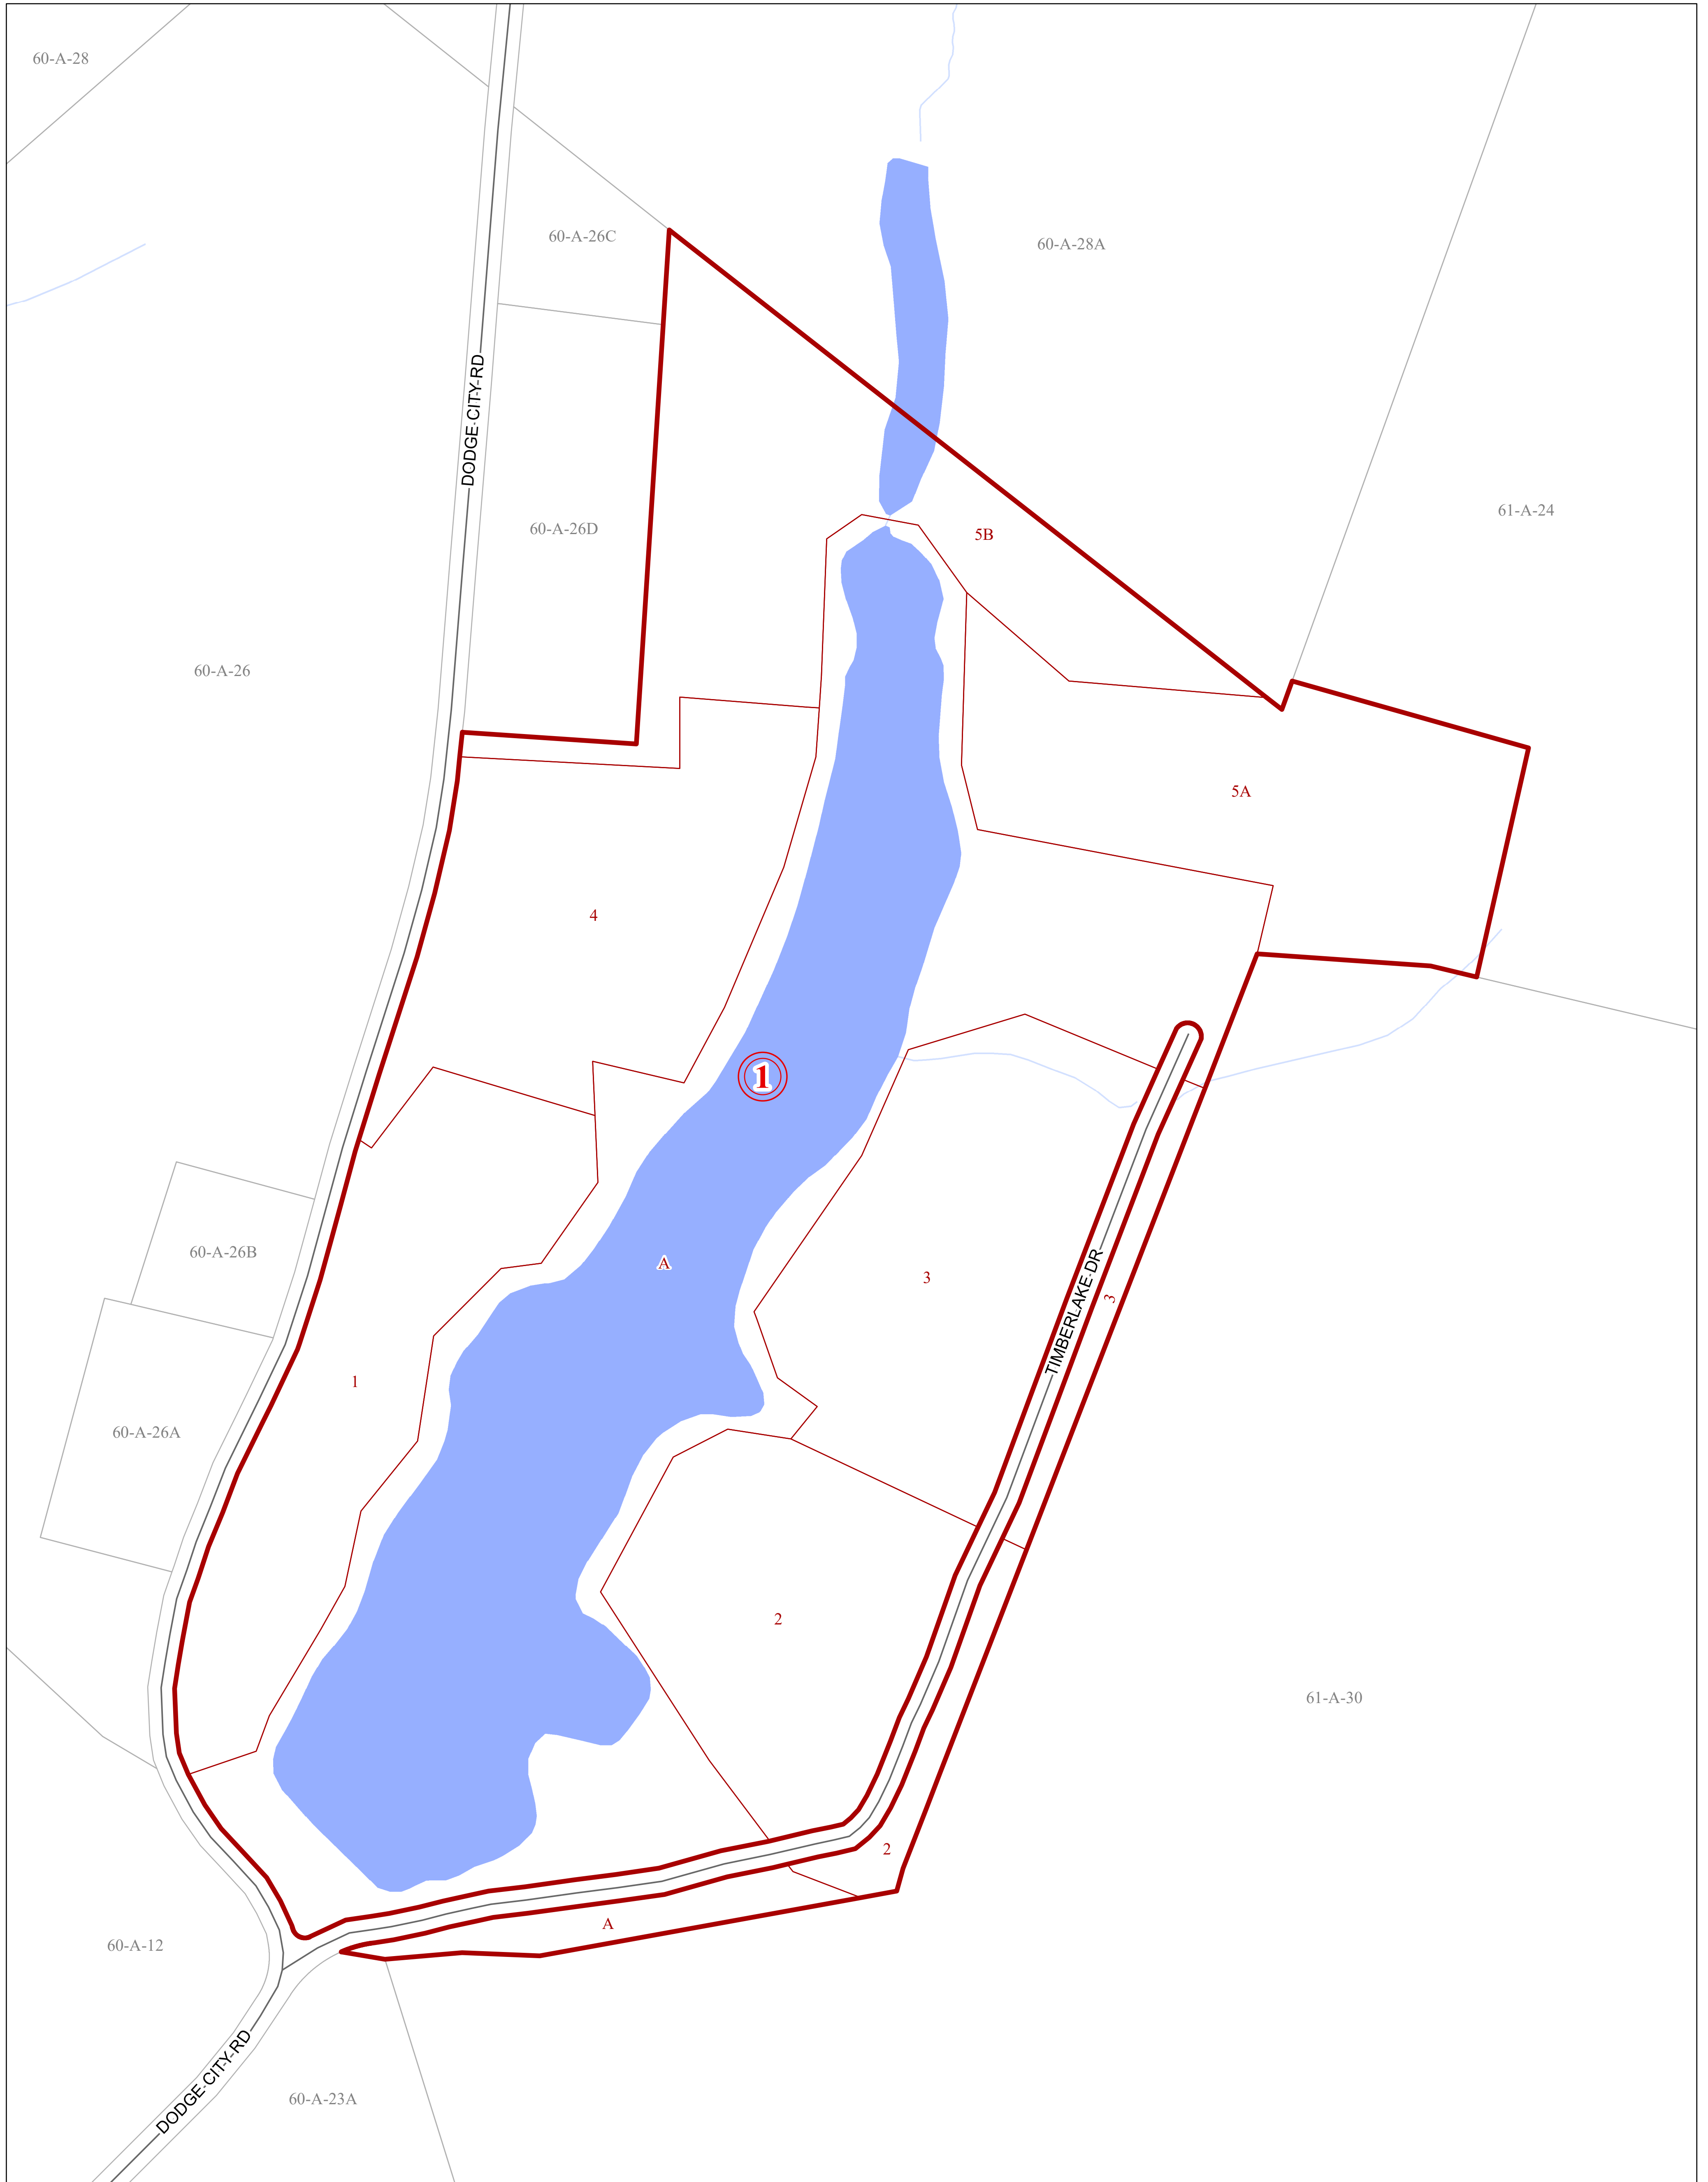 60-A-28
60-A-26C
60-A-28A
DODGE CITY RD
61-A-24
60-A-26D
5B
60-A-26
5A
4
1
60-A-26B
A
3
TIMBERLAKE DR
3
1
60-A-26A
2
61-A-30
2
A
60-A-12
DODGE CITY RD
60-A-23A